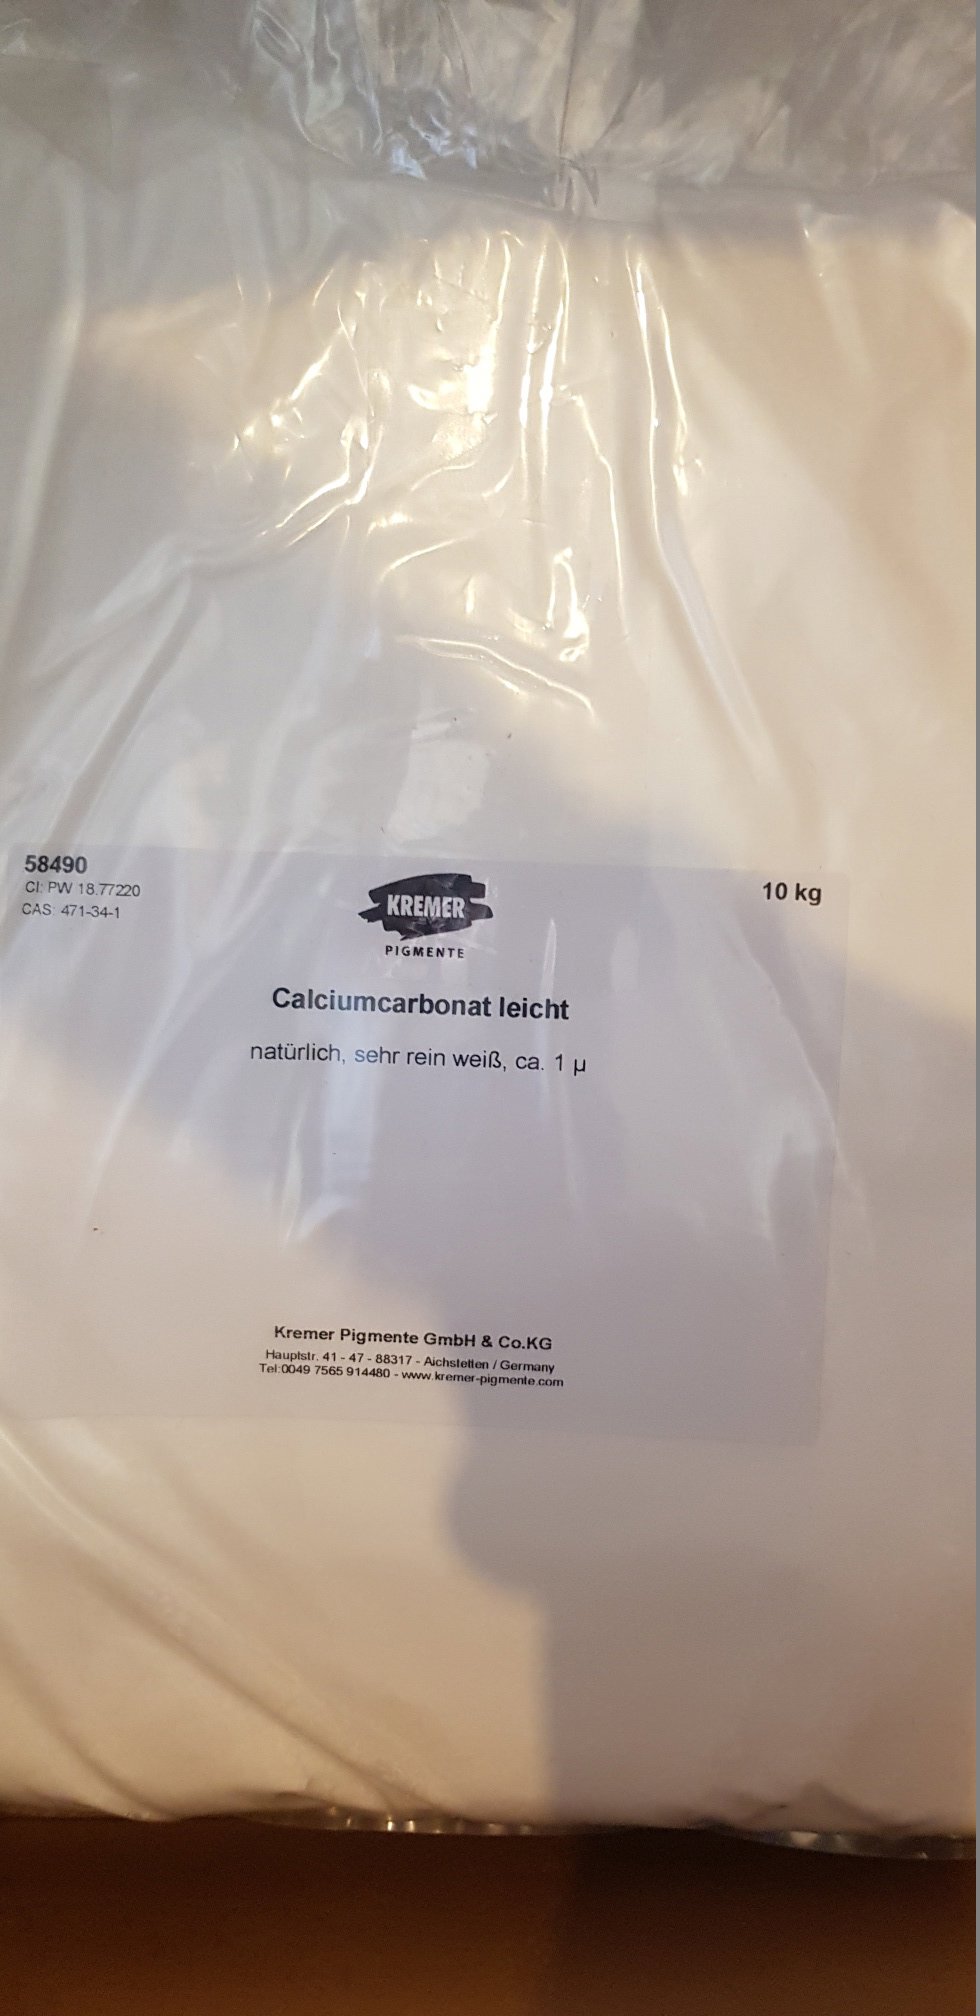 58490
CI: PW 18.77220
CAS: 471-34-1
KREMER
PIGMENTE
10 kg
Calciumcarbonat leicht
natürlich, sehr rein weiß, ca. 1 µ
Kremer Pigmente GmbH & Co.KG
Hauptstr. 41 - 47 - 88317 - Aichstetten / Germany
Tel:0049 7565 914480 - www.kremer-pigmente.com